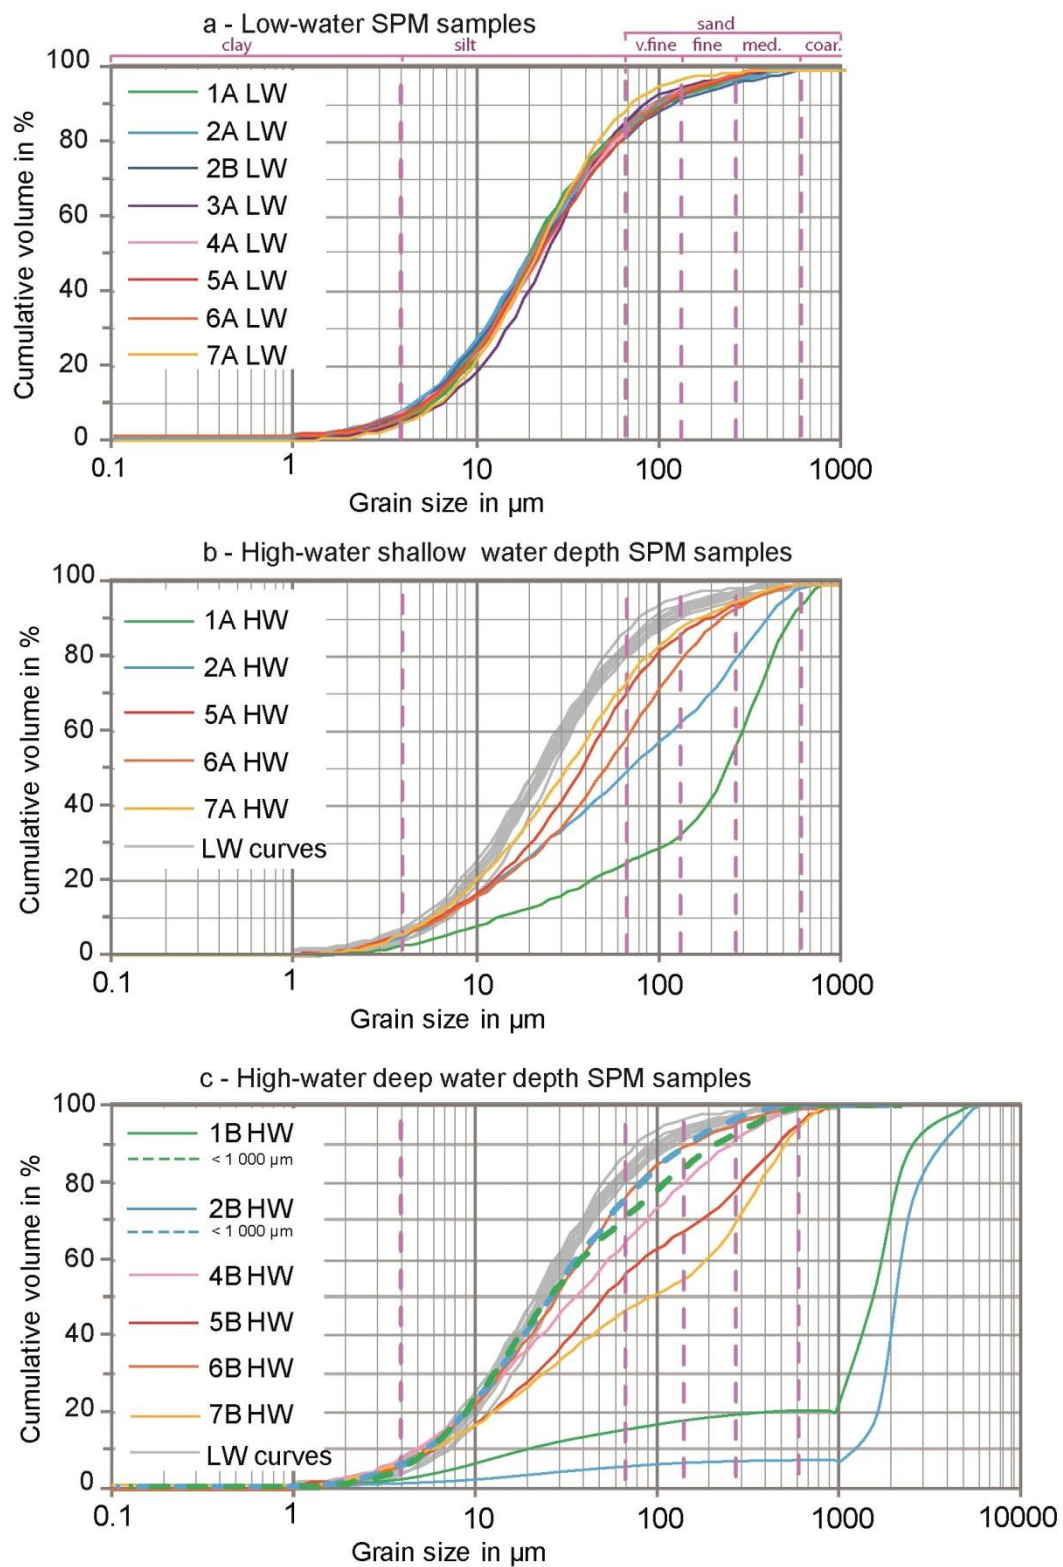 a - Low-water SPM samples
sand
clay silt v.fine fine med. coar.
100
80
60
40
20
0
Cumulative volume in %
1A LW
2A LW
2B LW
3A LW
4A LW
5A LW
6A LW
7A LW
0.1 1 10 100 1000
Grain size in µm
b - High-water shallow water depth SPM samples
100
80
60
40
20
0
Cumulative volume in %
1A HW
2A HW
5A HW
6A HW
7A HW
LW curves
0.1 1 10 100 1000
Grain size in µm
c - High-water deep water depth SPM samples
100
80
60
40
20
0
Cumulative volume in %
1B HW
< 1 000 µm
2B HW
< 1 000 µm
4B HW
5B HW
6B HW
7B HW
LW curves
0.1 1 10 100 1000 10000
Grain size in µm